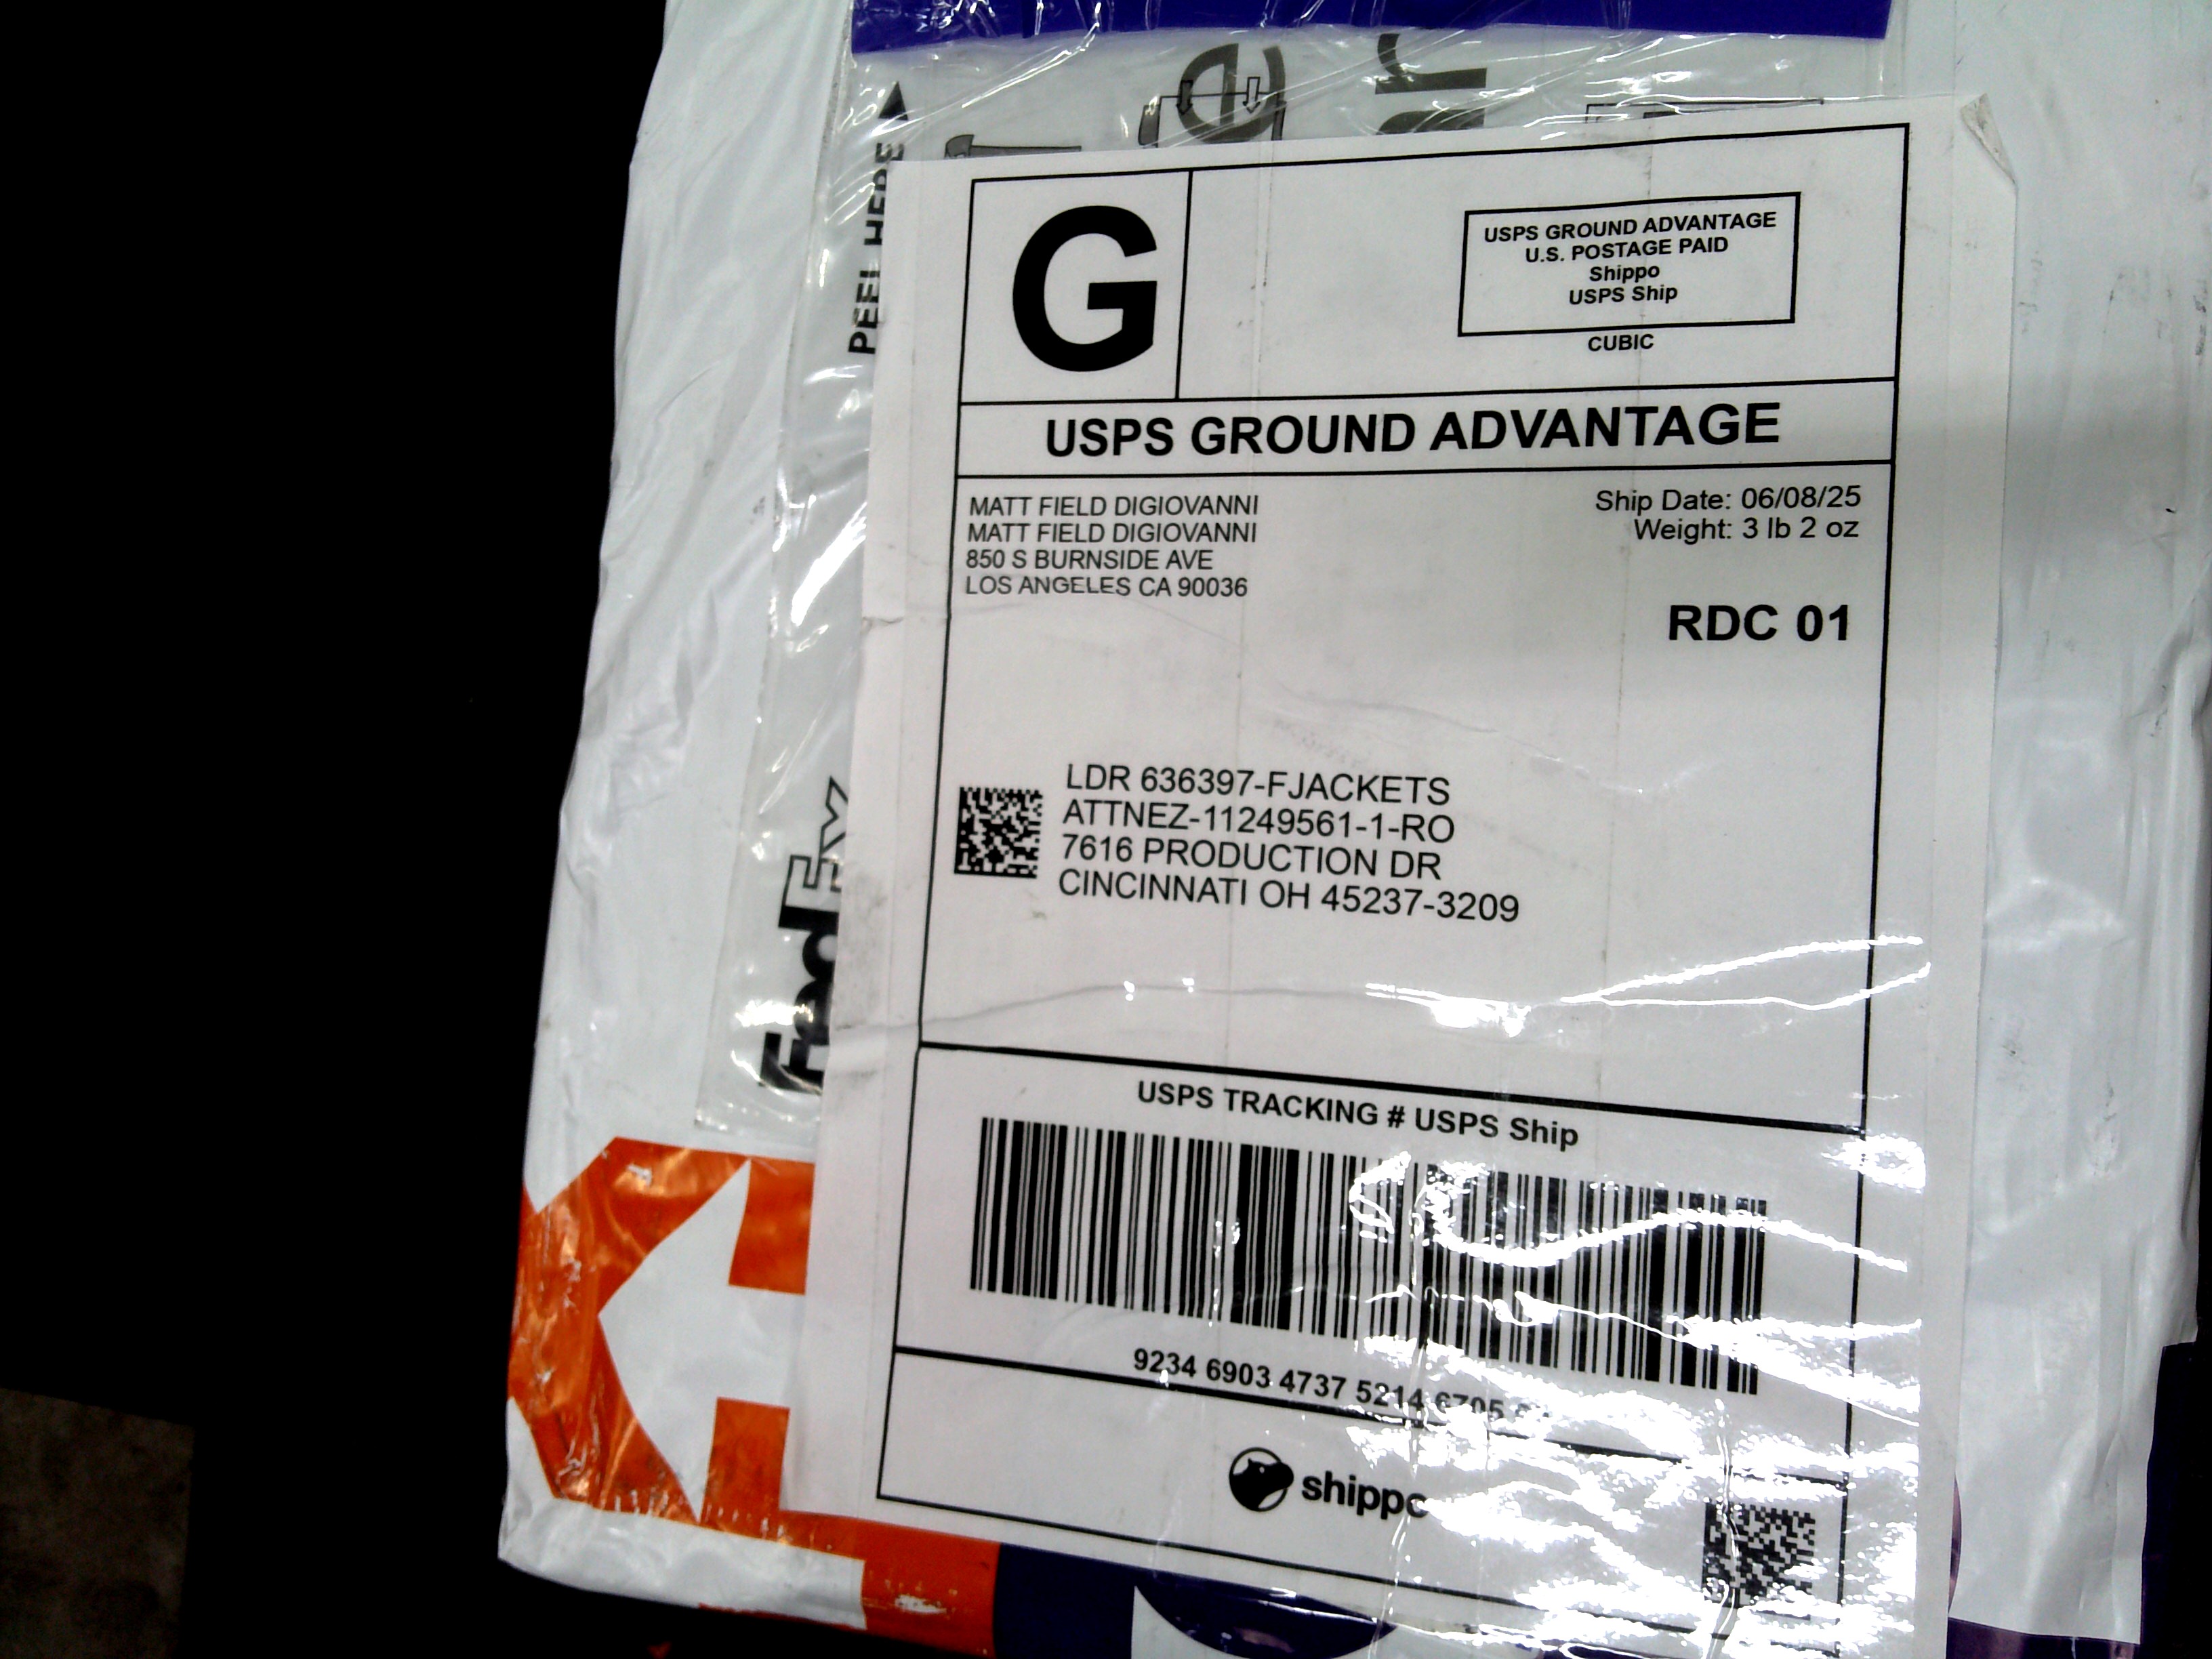 PEEL HERE
FedEx
G
USPS GROUND ADVANTAGE
U.S. POSTAGE PAID
Shippo
USPS Ship
CUBIC
USPS GROUND ADVANTAGE
MATT FIELD DIGIOVANNI
MATT FIELD DIGIOVANNI
850 S BURNSIDE AVE
LOS ANGELES CA 90036
Ship Date: 06/08/25
Weight: 3 lb 2 oz
RDC 01
LDR 636397-FJACKETS
ATTNEZ-11249561-1-RO
7616 PRODUCTION DR
CINCINNATI OH 45237-3209
USPS TRACKING # USPS Ship
9234 6903 4737 5214
shippo